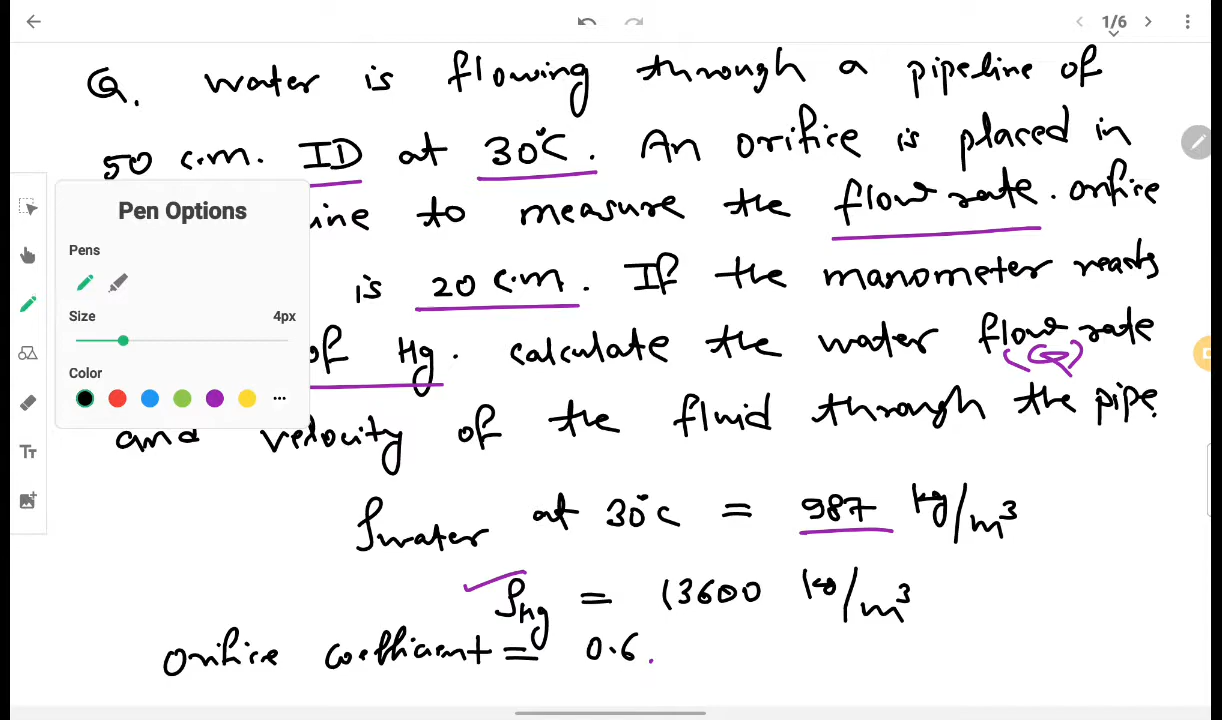 1/6
Q. water is flowing through a pipeline of
50 c.m. ID at 30°C. An orifice is placed in
line to measure the flow rate. orifice
is 20 c.m. If the manometer reads
of Hg. calculate the water flow rate
(Q)
and velocity of the fluid through the pipe.
Pen Options
Pens
Size 4px
Color
Tт
ρwater at 30°C = 987 kg/m³
ρHg = 13600 kg/m³
orifice coefficient = 0.6.